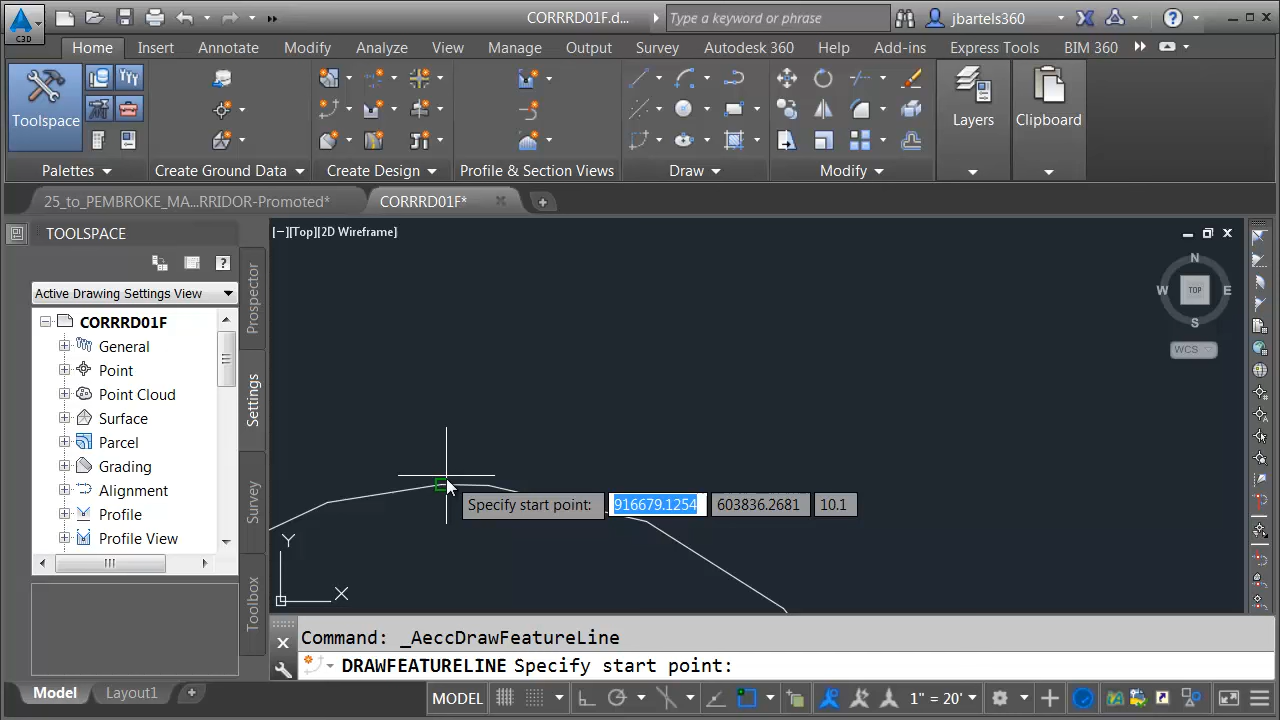 C3D
CORRRD01F.d...
Type a keyword or phrase
jbartels360
Home Insert Annotate Modify Analyze View Manage Output Survey Autodesk 360 Help Add-ins Express Tools BIM 360
Toolspace
Layers
Clipboard
Palettes Create Ground Data Create Design Profile & Section Views Draw Modify
25_to_PEMBROKE_MA...RRIDOR-Promoted* CORRRD01F*
TOOLSPACE
[−][Top][2D Wireframe]
Active Drawing Settings View
CORRRD01F
General
Point
Point Cloud
Surface
Parcel
Grading
Alignment
Profile
Profile View
Prospector
Settings
Survey
Toolbox
N
W TOP E
S
WCS
Specify start point: 916679.1254 603836.2681 10.1
Y
X
Command: _AeccDrawFeatureLine
DRAWFEATURELINE Specify start point:
Model Layout1
MODEL
1" = 20'